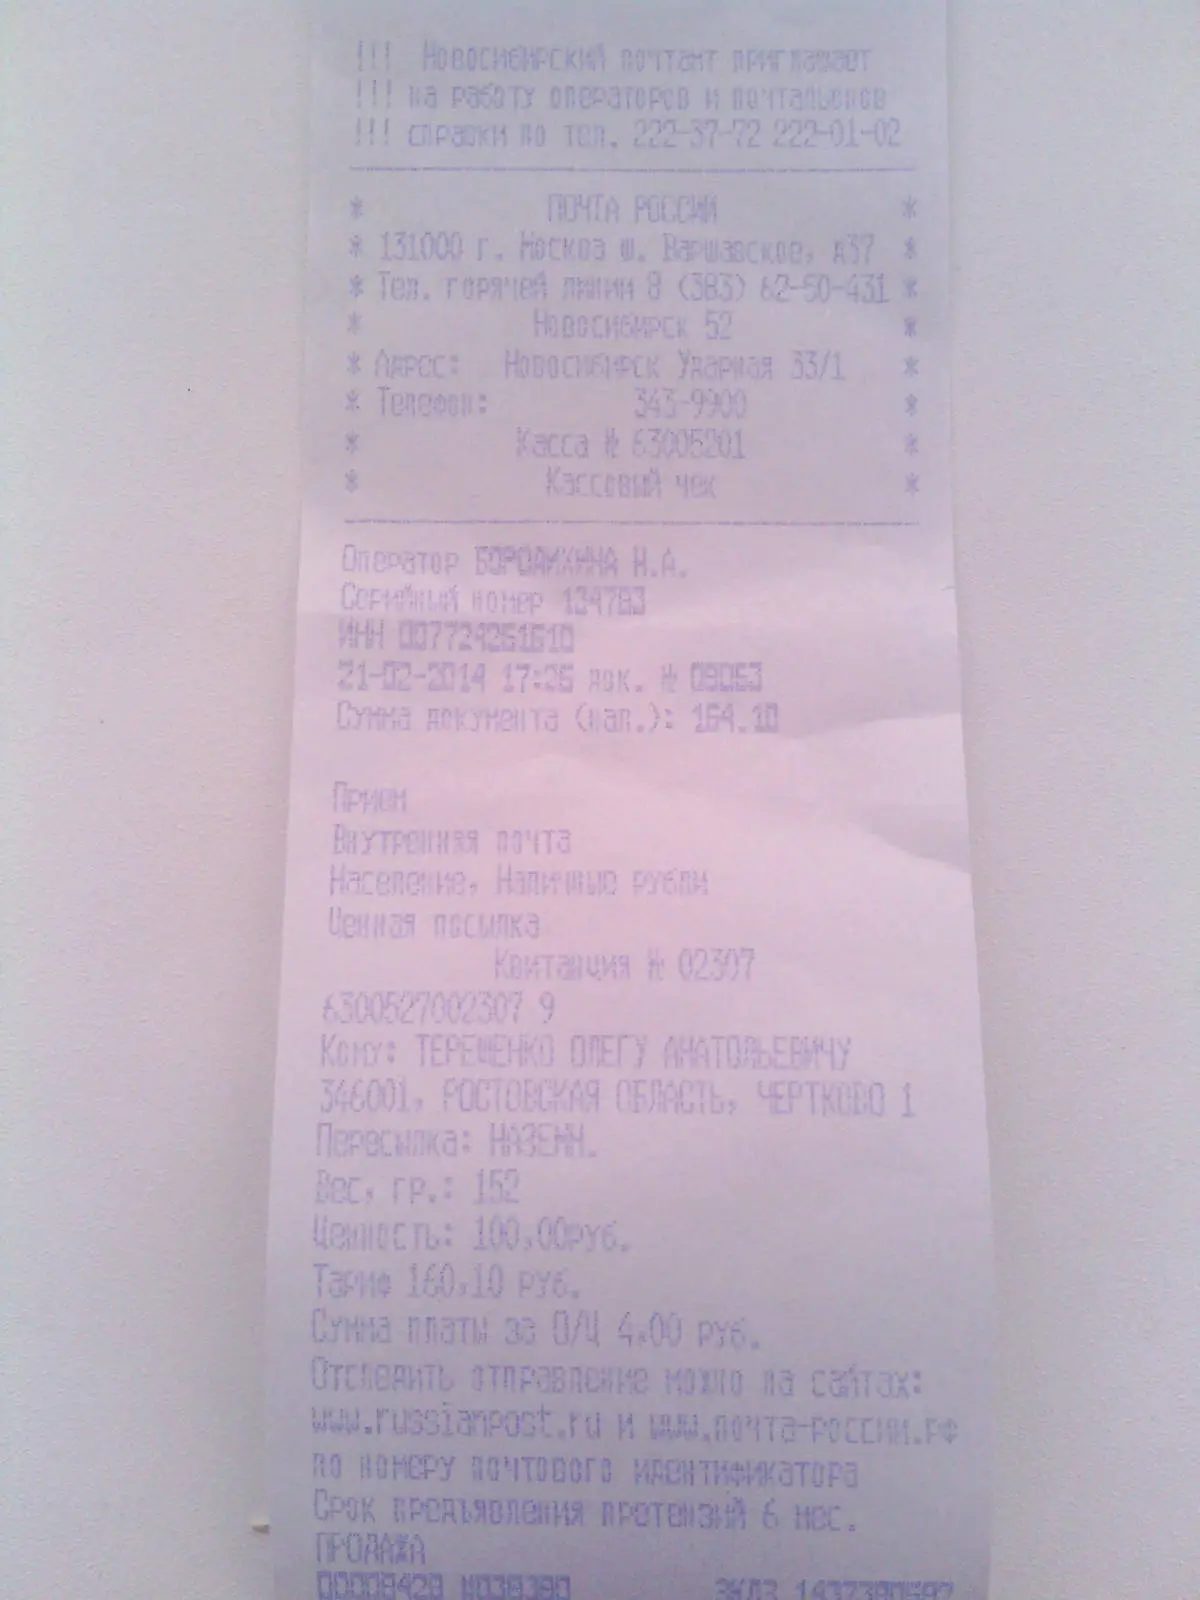 !!! Новосибирский почтамт приглашает
!!! на работу операторов и почтальонов
!!! справки по тел. 222-37-72 222-01-02
* ПОЧТА РОССИИ *
* 131000 г. Москва ш. Варшавское, д37 *
* Тел. горячей линии 8 (383) 62-50-431 *
* Новосибирск 52 *
* Адрес: Новосибирск Ударная 33/1 *
* Телефон: 343-9900 *
* Касса № 63005201 *
* Кассовый чек *
Оператор БОРОДИХИНА Н.А.
Серийный номер 134783
ИНН 007724261610
21-02-2014 17:26 док. № 09053
Сумма документа (нал.): 164.10
Прием
Внутренняя почта
Население, Наличные рубли
Ценная посылка
Квитанция № 02307
6300527002307 9
Кому: ТЕРЕШЕНКО ОЛЕГУ АНАТОЛЬЕВИЧУ
346001, РОСТОВСКАЯ ОБЛАСТЬ, ЧЕРТКОВО 1
Пересылка: НАЗЕМН.
Вес, гр.: 152
Ценность: 100,00руб.
Тариф 160,10 руб.
Сумма платы за О/Ц 4,00 руб.
Отследить отправление можно на сайтах:
www.russianpost.ru и www.почта-россии.рф
по номеру почтового идентификатора
Срок предъявления претензий 6 мес.
ПРОДАЖА
ЭКЛЗ